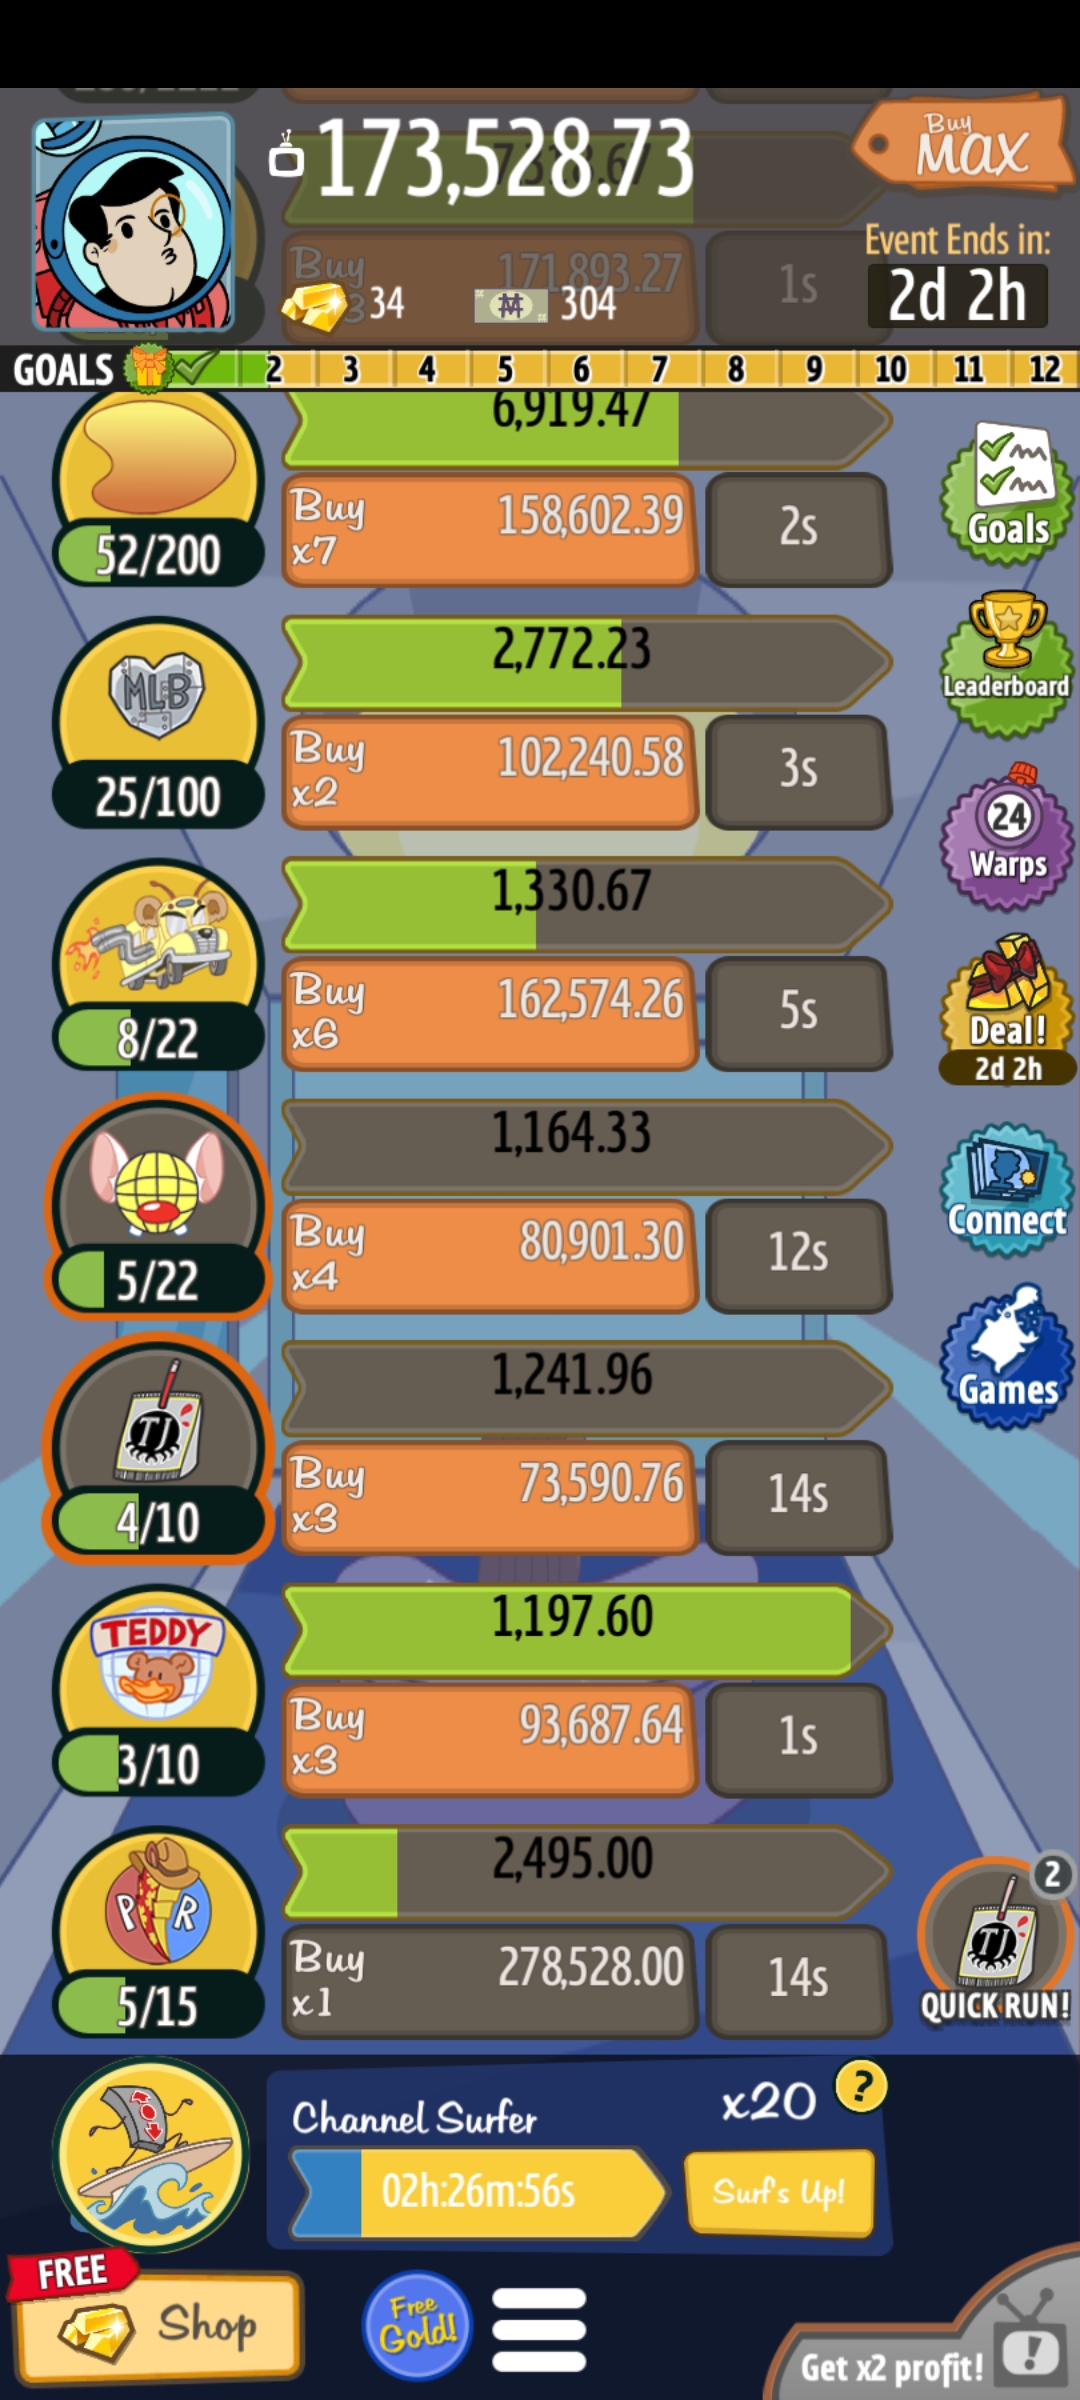 173,528.73
Buy
MAX
Event Ends in:
2d 2h
34
304
Buy
171,893.27
1s
GOALS 2 3 4 5 6 7 8 9 10 11 12
6,919.47
52/200
Buy
x7
158,602.39
2s
Goals
MLB
25/100
2,772.23
Buy
x2
102,240.58
3s
Leaderboard
8/22
1,330.67
Buy
x6
162,574.26
5s
24
Warps
Deal!
2d 2h
5/22
1,164.33
Buy
x4
80,901.30
12s
Connect
TJ
4/10
1,241.96
Buy
x3
73,590.76
14s
Games
TEDDY
3/10
1,197.60
Buy
x3
93,687.64
1s
P R
5/15
2,495.00
Buy
x1
278,528.00
14s
2
TJ
QUICK RUN!
Channel Surfer
x20
?
02h:26m:56s
Surf's Up!
FREE
Shop
Free
Gold!
Get x2 profit!
!